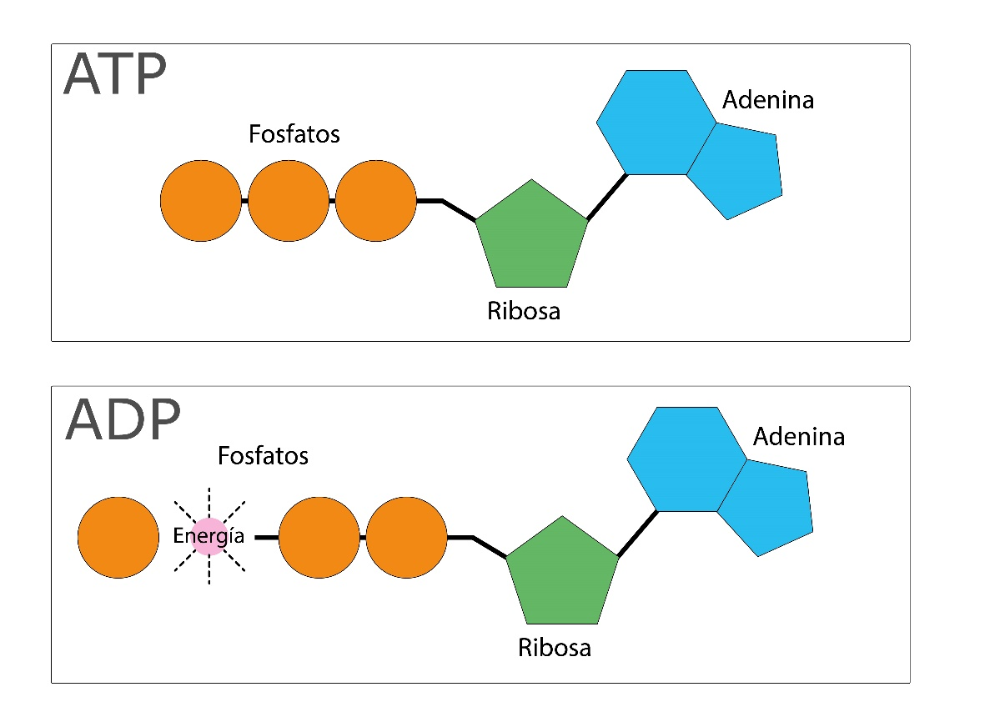 ATP
Adenina
Fosfatos
Ribosa
ADP
Adenina
Fosfatos
Energía
Ribosa